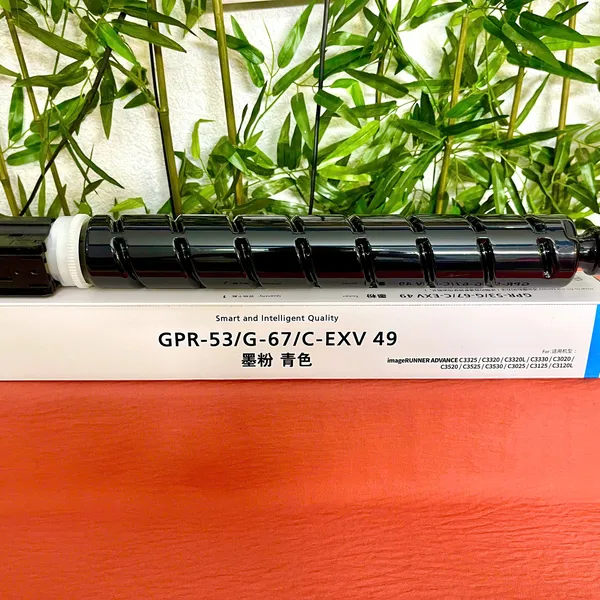 Smart and Intelligent Quality
GPR-53/G-67/C-EXV 49
墨粉 青色
For/适用机型：
imageRUNNER ADVANCE C3325 / C3320 / C3320L / C3330 / C3020 /
C3520 / C3525 / C3530 / C3025 / C3125 / C3120L